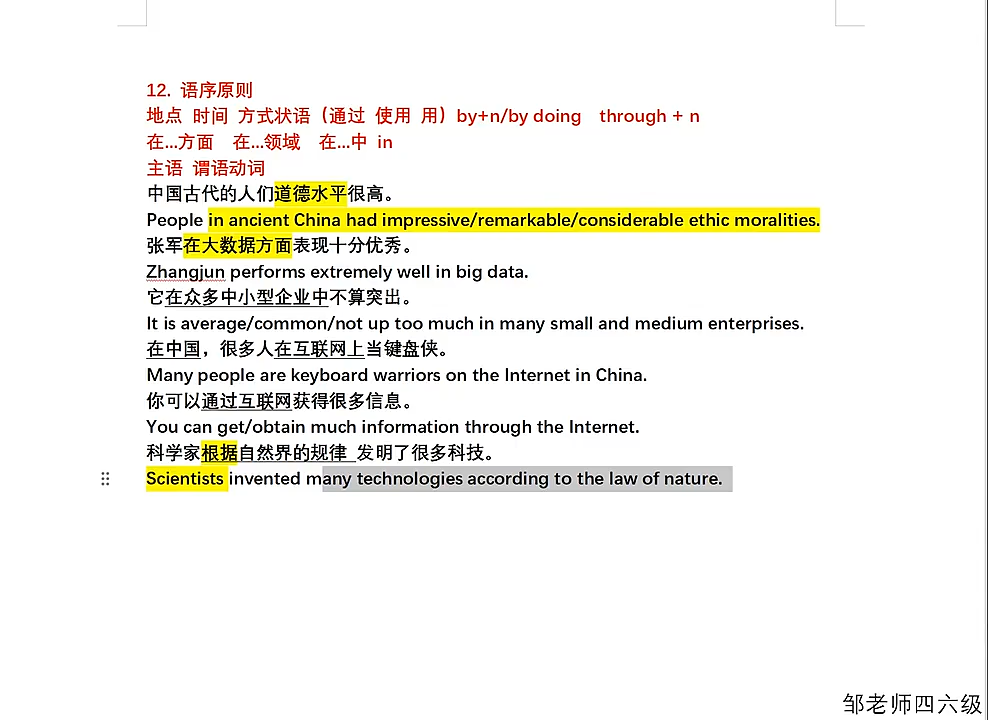 12. 语序原则
地点 时间 方式状语（通过 使用 用）by+n/by doing through + n
在...方面 在...领域 在...中 in
主语 谓语动词
中国古代的人们道德水平很高。
People in ancient China had impressive/remarkable/considerable ethic moralities.
张军在大数据方面表现十分优秀。
Zhangjun performs extremely well in big data.
它在众多中小型企业中不算突出。
It is average/common/not up too much in many small and medium enterprises.
在中国，很多人在互联网上当键盘侠。
Many people are keyboard warriors on the Internet in China.
你可以通过互联网获得很多信息。
You can get/obtain much information through the Internet.
科学家根据自然界的规律 发明了很多科技。
Scientists invented many technologies according to the law of nature.
邹老师四六级